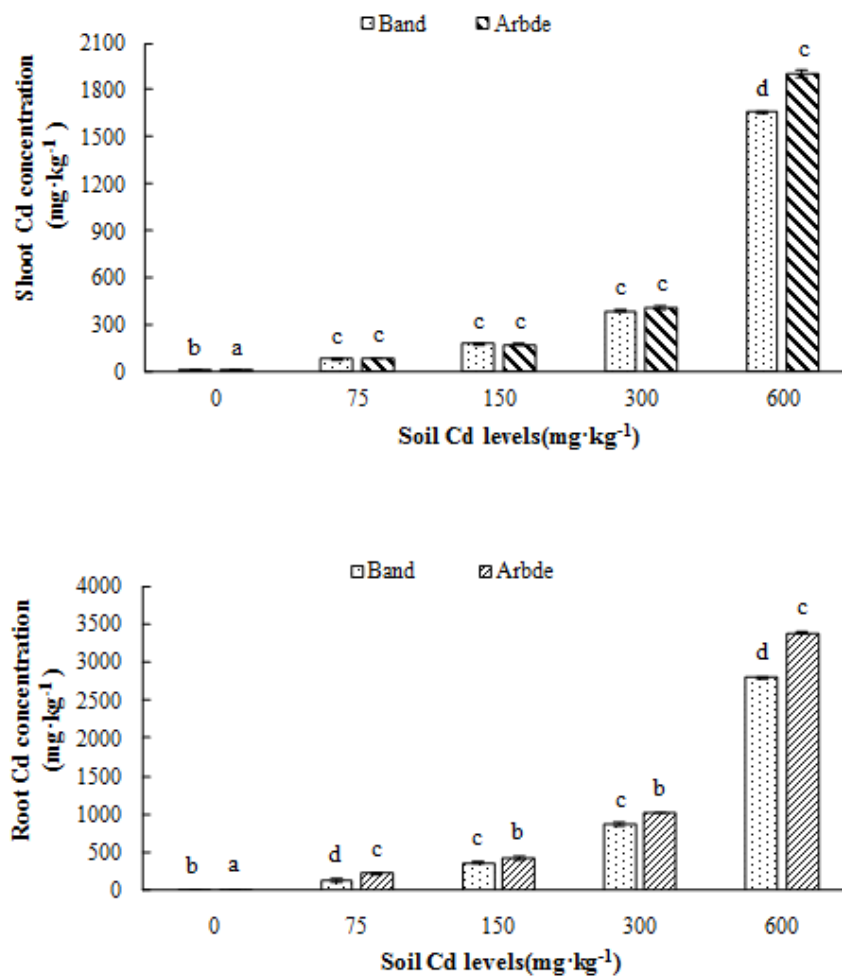 Band Arbde
2100
1800
1500
1200
900
600
300
0
Shoot Cd concentration
(mg·kg⁻¹ )
b a c c c c c c d c
0 75 150 300 600
Soil Cd levels(mg·kg⁻¹)
Band Arbde
4000
3500
3000
2500
2000
1500
1000
500
0
Root Cd concentration
(mg·kg⁻¹ )
b a d c c b c b d c
0 75 150 300 600
Soil Cd levels(mg·kg⁻¹)